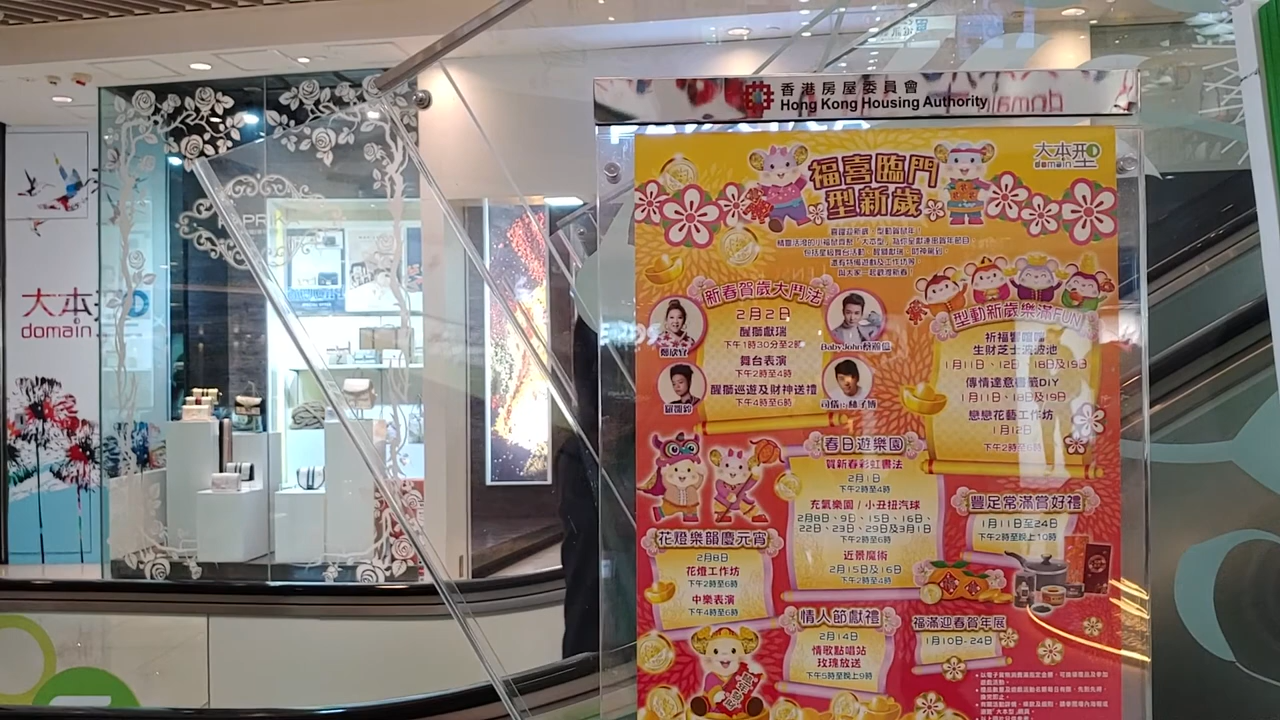 香港房屋委員會
Hong Kong Housing Authority
大本型
domain
大本型
domain
福喜臨門
型新歲
與大家一起歡迎新春！
新春賀歲大鬥法
2月2日
醒獅獻瑞
下午1時30分至2時
舞台表演
下午2時至4時
醒獅巡遊及財神送禮
下午4時至6時
型動新歲樂滿FUN
生財芝士波波池
1月11日、12日、18日及19日
傳情達意書籤DIY
1月11日、18日及19日
戀戀花藝工作坊
1月12日
下午2時至6時
春日遊樂園
賀新春彩虹書法
2月1日
下午2時至4時
充氣樂園 / 小丑扭汽球
2月8日、9日、15日、16日、
22日、23日、29日及3月1日
下午2時至6時
近景魔術
2月15日及16日
下午2時至4時
豐足常滿賞好禮
1月11日至24日
下午2時至晚上10時
花燈樂韻慶元宵
2月8日
花燈工作坊
下午2時至6時
中樂表演
下午4時至6時
情人節獻禮
2月14日
情歌點唱站
玫瑰放送
下午5時至晚上9時
福滿迎春賀年展
1月10日-24日